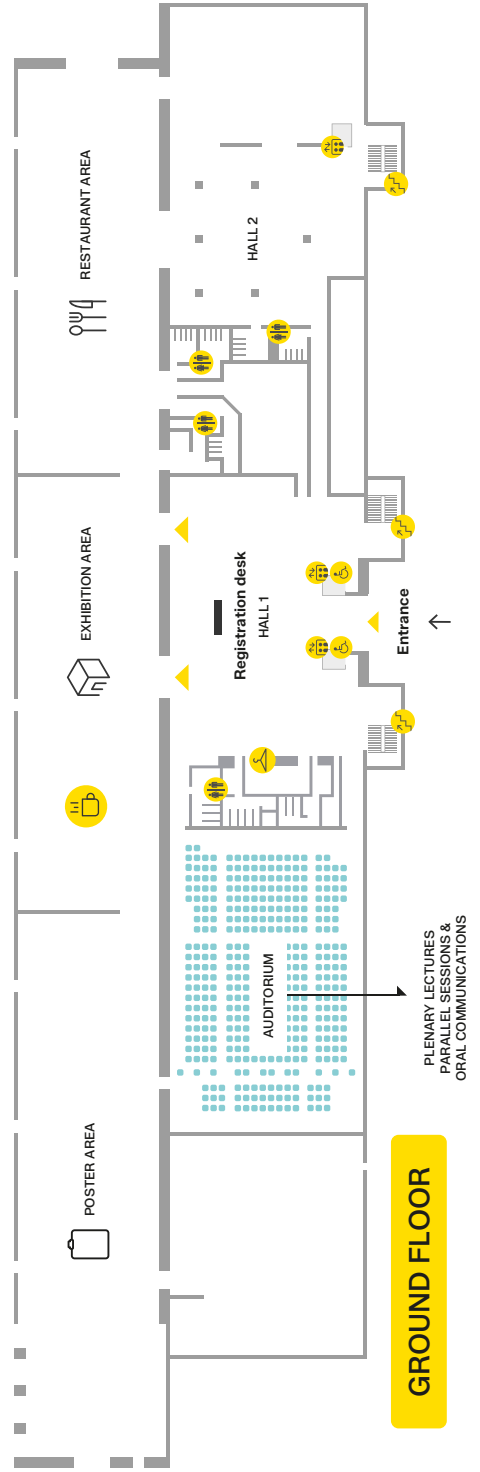 GROUND FLOOR
POSTER AREA
EXHIBITION AREA
RESTAURANT AREA
AUDITORIUM
PLENARY LECTURES
PARALLEL SESSIONS &
ORAL COMMUNICATIONS
Registration desk
HALL 1
Entrance
HALL 2